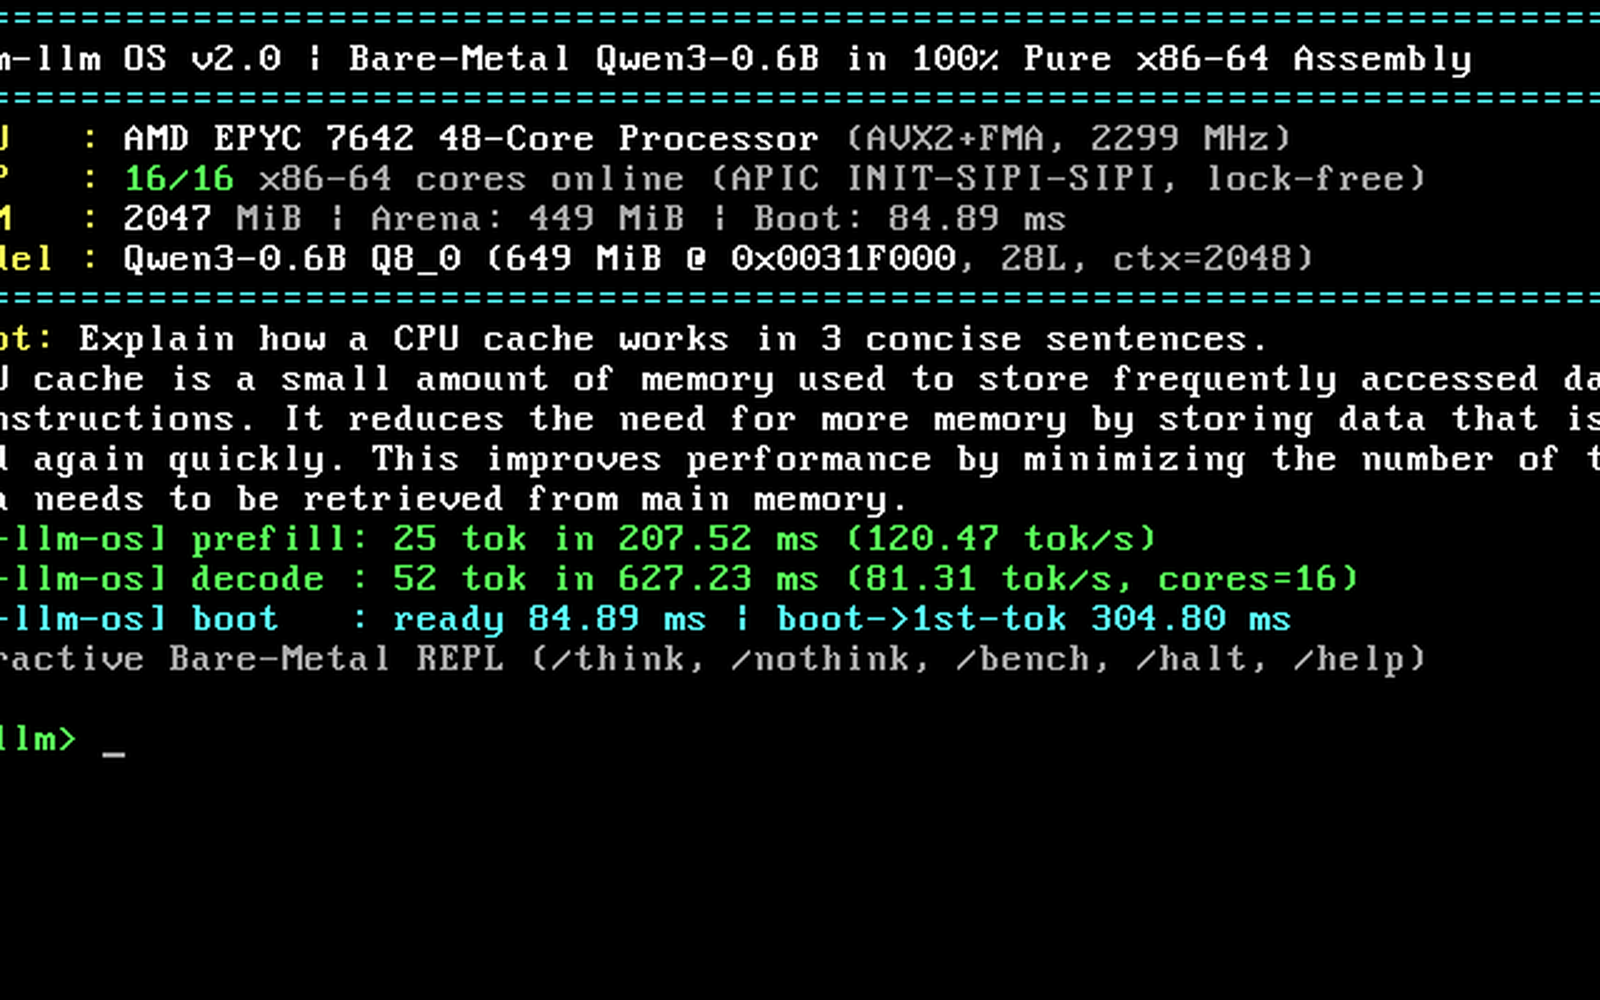 ================================================================
m-llm OS v2.0 | Bare-Metal Qwen3-0.6B in 100% Pure x86-64 Assembly
================================================================
: AMD EPYC 7642 48-Core Processor (AVX2+FMA, 2299 MHz)
: 16/16 x86-64 cores online (APIC INIT-SIPI-SIPI, lock-free)
M : 2047 MiB | Arena: 449 MiB | Boot: 84.89 ms
del : Qwen3-0.6B Q8_0 (649 MiB @ 0x0031F000, 28L, ctx=2048)
================================================================
pt: Explain how a CPU cache works in 3 concise sentences.
cache is a small amount of memory used to store frequently accessed da
nstructions. It reduces the need for more memory by storing data that is
again quickly. This improves performance by minimizing the number of t
a needs to be retrieved from main memory.
-llm-os] prefill: 25 tok in 207.52 ms (120.47 tok/s)
-llm-os] decode : 52 tok in 627.23 ms (81.31 tok/s, cores=16)
-llm-os] boot : ready 84.89 ms | boot->1st-tok 304.80 ms
ractive Bare-Metal REPL (/think, /nothink, /bench, /halt, /help)
llm> _